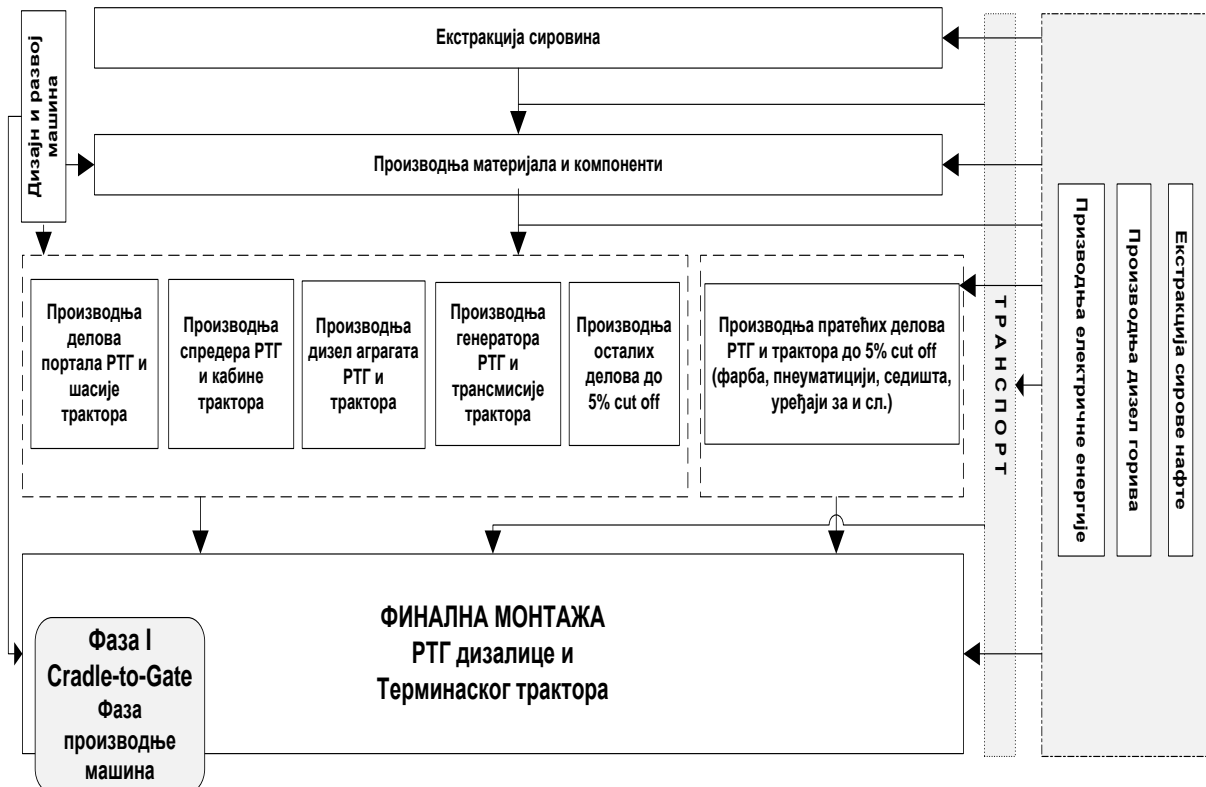 Екстракција сировина
Дизајн и развој
машина
Производња материјала и компоненти
Производња
делова
портала РТГ и
шасије
трактора
Производња
спредера РТГ
и кабине
трактора
Производња
дизел аграгата
РТГ и
трактора
Производња
генератора
РТГ и
трансмисије
трактора
Производња
осталих
делова до
5% cut off
Производња пратећих делова
РТГ и трактора до 5% cut off
(фарба, пнеуматицији, седишта,
уређаји за и сл.)
ТРАНСПОРТ
Призводња електричне енергије
Производња дизел горива
Екстракција сирове нафте
ФИНАЛНА МОНТАЖА
РТГ дизалице и
Терминаског трактора
Фаза I
Cradle-to-Gate
Фаза
производње
машина